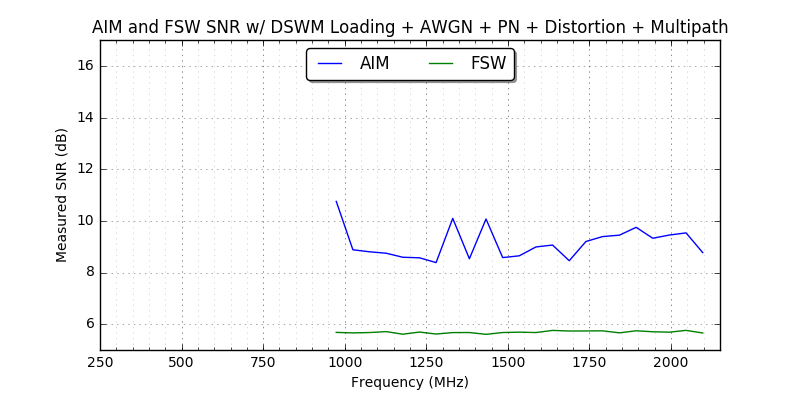 AIM and FSW SNR w/ DSWM Loading + AWGN + PN + Distortion + Multipath
AIM FSW
Measured SNR (dB)
16
14
12
10
8
6
250 500 750 1000 1250 1500 1750 2000
Frequency (MHz)